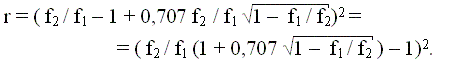 r = ( f₂ / f₁ – 1 + 0,707 f₂ / f₁ √(1 – f₁ / f₂))² =
= ( f₂ / f₁ (1 + 0,707 √(1 – f₁ / f₂) ) – 1)².